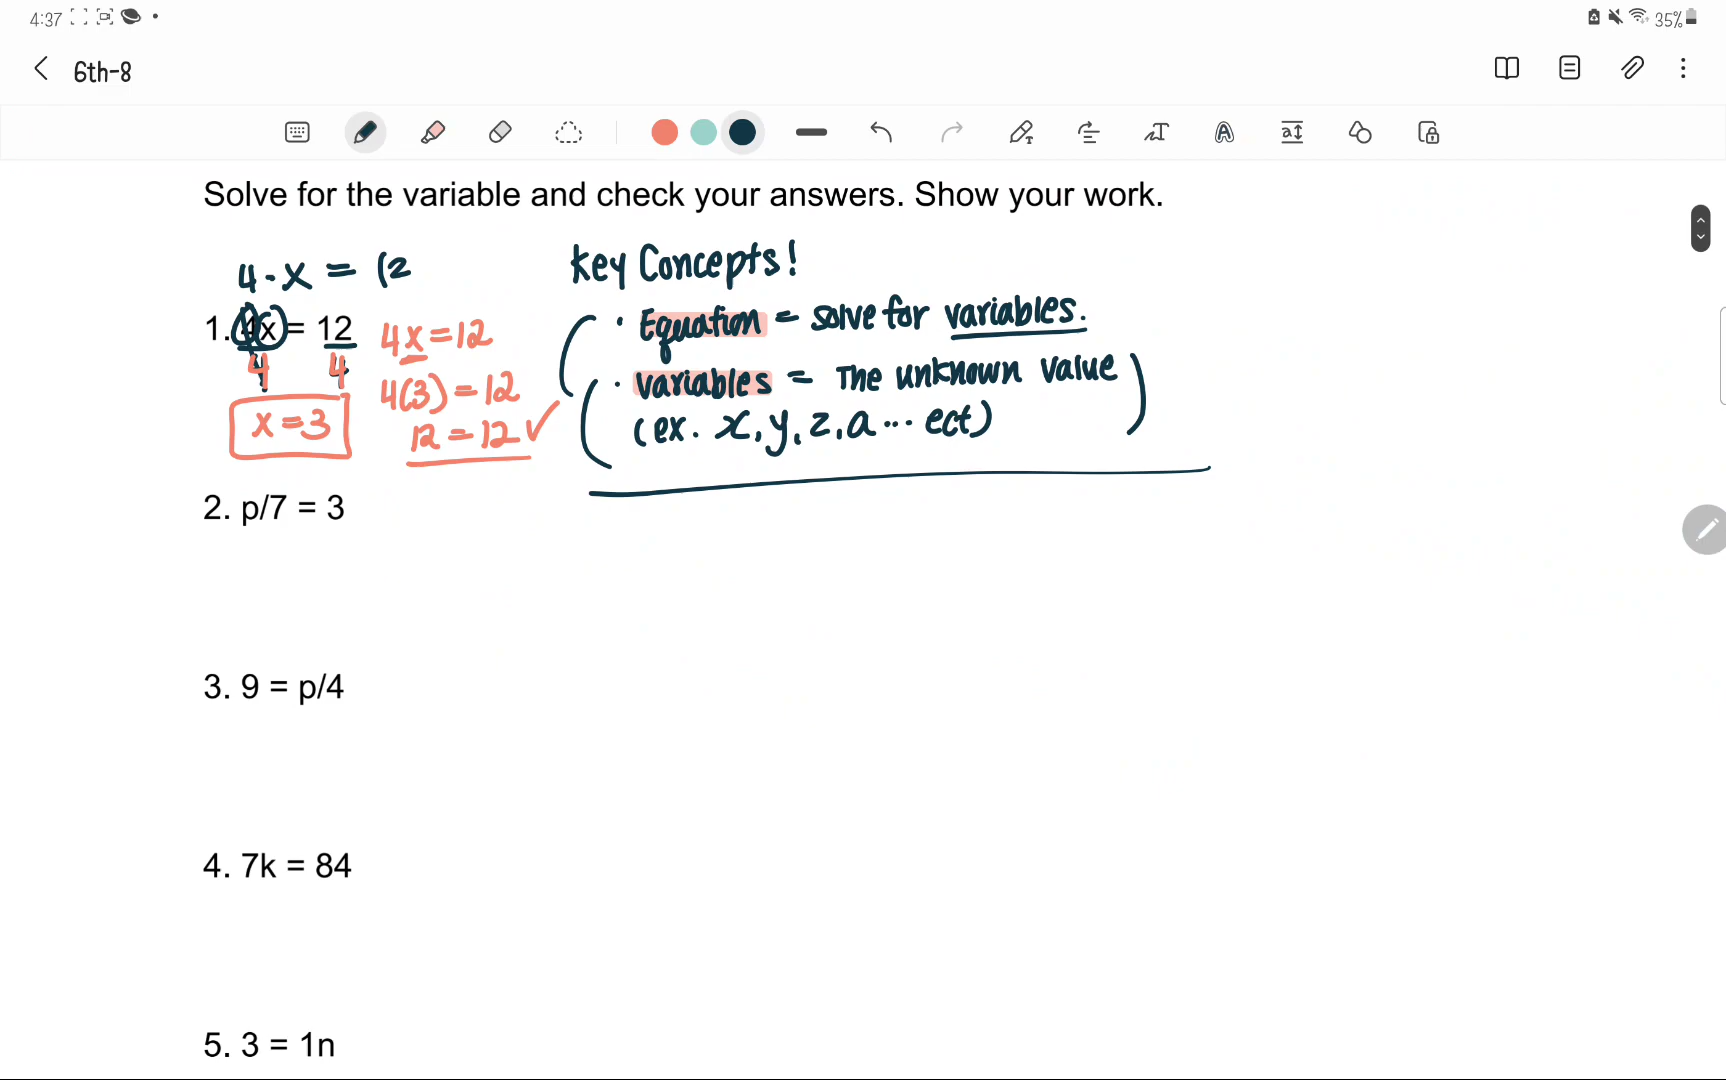 4:37
35%
6th-8
Solve for the variable and check your answers. Show your work.
4 · x = 12
1. 4x = 12
4 4
x = 3
4x = 12
4(3) = 12
12 = 12 ✓
Key Concepts!
· Equation = solve for variables.
· variables = The unknown value
(ex. x, y, z, a ... ect)
2. p/7 = 3
3. 9 = p/4
4. 7k = 84
5. 3 = 1n